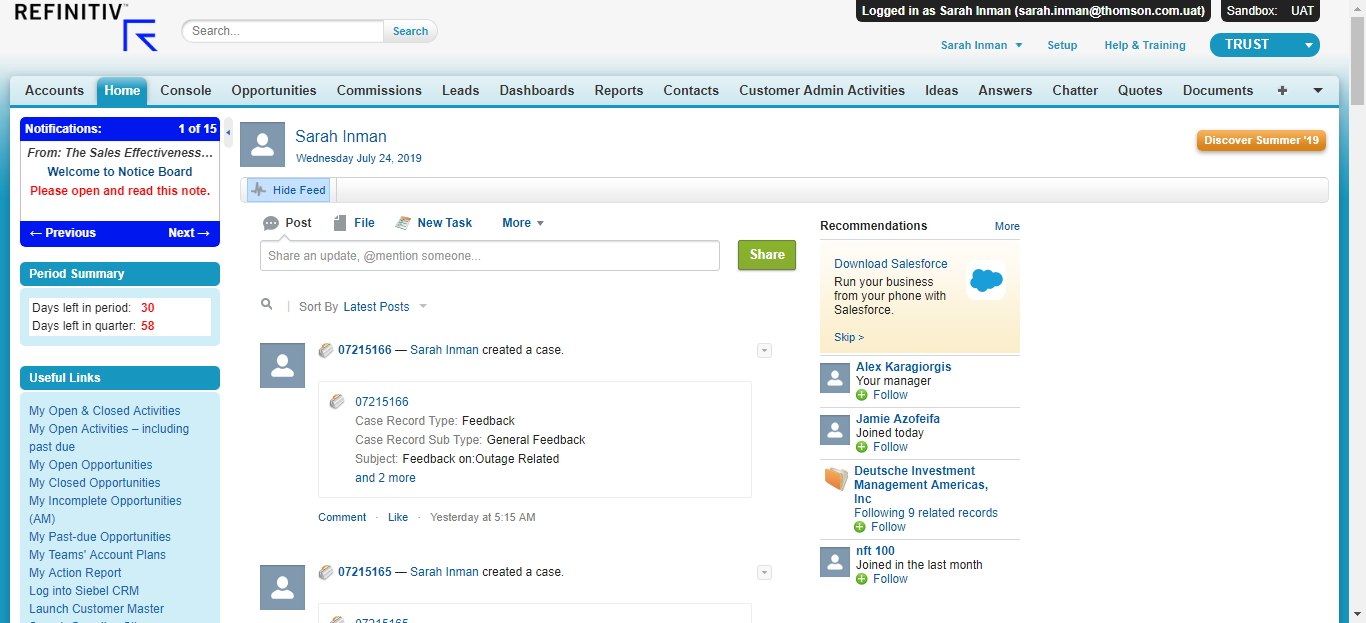 REFINITIV
Search...
Search
Logged in as Sarah Inman (sarah.inman@thomson.com.uat)
Sandbox: UAT
Sarah Inman
Setup
Help & Training
TRUST
Accounts
Home
Console
Opportunities
Commissions
Leads
Dashboards
Reports
Contacts
Customer Admin Activities
Ideas
Answers
Chatter
Quotes
Documents
+
Notifications: 1 of 15
From: The Sales Effectiveness...
Welcome to Notice Board
Please open and read this note.
← Previous
Next →
Period Summary
Days left in period: 30
Days left in quarter: 58
Useful Links
My Open & Closed Activities
My Open Activities – including
past due
My Open Opportunities
My Closed Opportunities
My Incomplete Opportunities
(AM)
My Past-due Opportunities
My Teams' Account Plans
My Action Report
Log into Siebel CRM
Launch Customer Master
Sarah Inman
Wednesday July 24, 2019
Discover Summer '19
Hide Feed
Post
File
New Task
More
Share an update, @mention someone...
Share
Sort By Latest Posts
07215166 — Sarah Inman created a case.
07215166
Case Record Type: Feedback
Case Record Sub Type: General Feedback
Subject: Feedback on:Outage Related
and 2 more
Comment · Like · Yesterday at 5:15 AM
07215165 — Sarah Inman created a case.
07215165
Recommendations
More
Download Salesforce
Run your business
from your phone with
Salesforce.
Skip >
Alex Karagiorgis
Your manager
Follow
Jamie Azofeifa
Joined today
Follow
Deutsche Investment
Management Americas,
Inc
Following 9 related records
Follow
nft 100
Joined in the last month
Follow